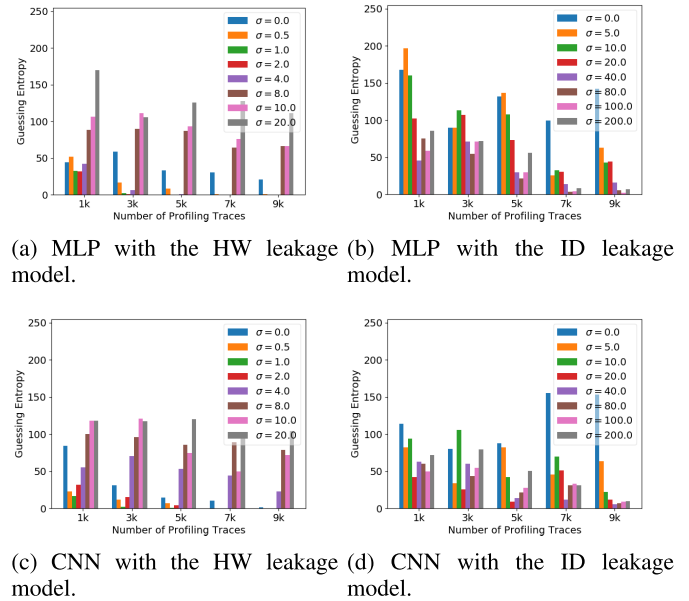 250
200
150
100
50
0
Guessing Entropy
σ = 0.0
σ = 0.5
σ = 1.0
σ = 2.0
σ = 4.0
σ = 8.0
σ = 10.0
σ = 20.0
1k 3k 5k 7k 9k
Number of Profiling Traces
(a) MLP with the HW leakage
model.
250
200
150
100
50
0
Guessing Entropy
σ = 0.0
σ = 5.0
σ = 10.0
σ = 20.0
σ = 40.0
σ = 80.0
σ = 100.0
σ = 200.0
1k 3k 5k 7k 9k
Number of Profiling Traces
(b) MLP with the ID leakage
model.
250
200
150
100
50
0
Guessing Entropy
σ = 0.0
σ = 0.5
σ = 1.0
σ = 2.0
σ = 4.0
σ = 8.0
σ = 10.0
σ = 20.0
1k 3k 5k 7k 9k
Number of Profiling Traces
(c) CNN with the HW leakage
model.
250
200
150
100
50
0
Guessing Entropy
σ = 0.0
σ = 5.0
σ = 10.0
σ = 20.0
σ = 40.0
σ = 80.0
σ = 100.0
σ = 200.0
1k 3k 5k 7k 9k
Number of Profiling Traces
(d) CNN with the ID leakage
model.